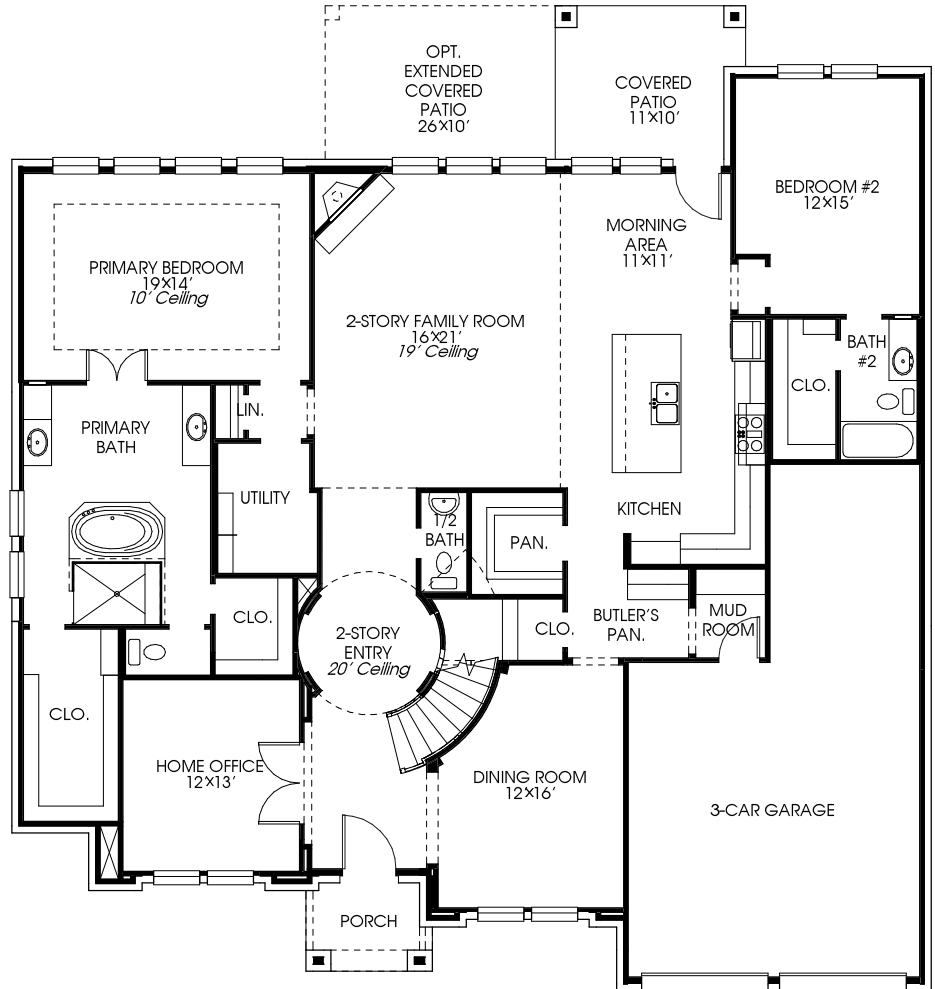 OPT.
EXTENDED
COVERED
PATIO
26×10'
COVERED
PATIO
11×10'
BEDROOM #2
12×15'
MORNING
AREA
11×11'
PRIMARY BEDROOM
19×14'
10' Ceiling
2-STORY FAMILY ROOM
16×21'
19' Ceiling
BATH
#2
CLO.
LIN.
PRIMARY
BATH
UTILITY
KITCHEN
1/2
BATH
PAN.
CLO.
2-STORY
ENTRY
20' Ceiling
CLO.
BUTLER'S
PAN.
MUD
ROOM
CLO.
HOME OFFICE
12×13'
DINING ROOM
12×16'
3-CAR GARAGE
PORCH